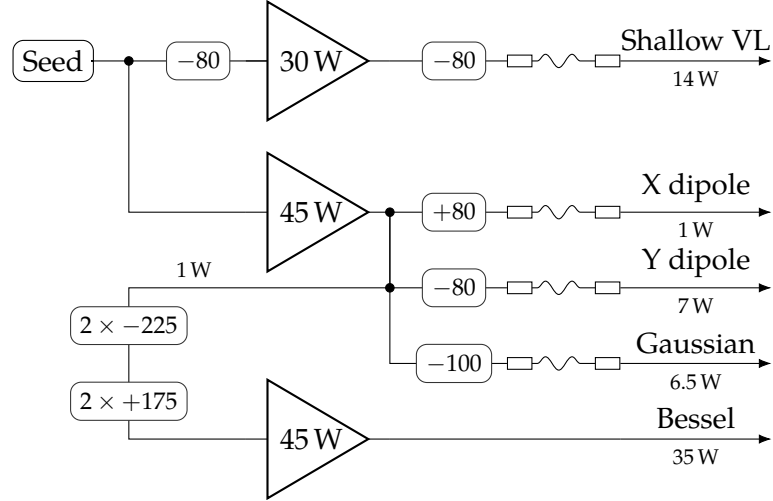 Seed
−80
30 W
−80
Shallow VL
14 W
45 W
+80
X dipole
1 W
1 W
−80
Y dipole
7 W
2 × −225
−100
Gaussian
6.5 W
2 × +175
45 W
Bessel
35 W